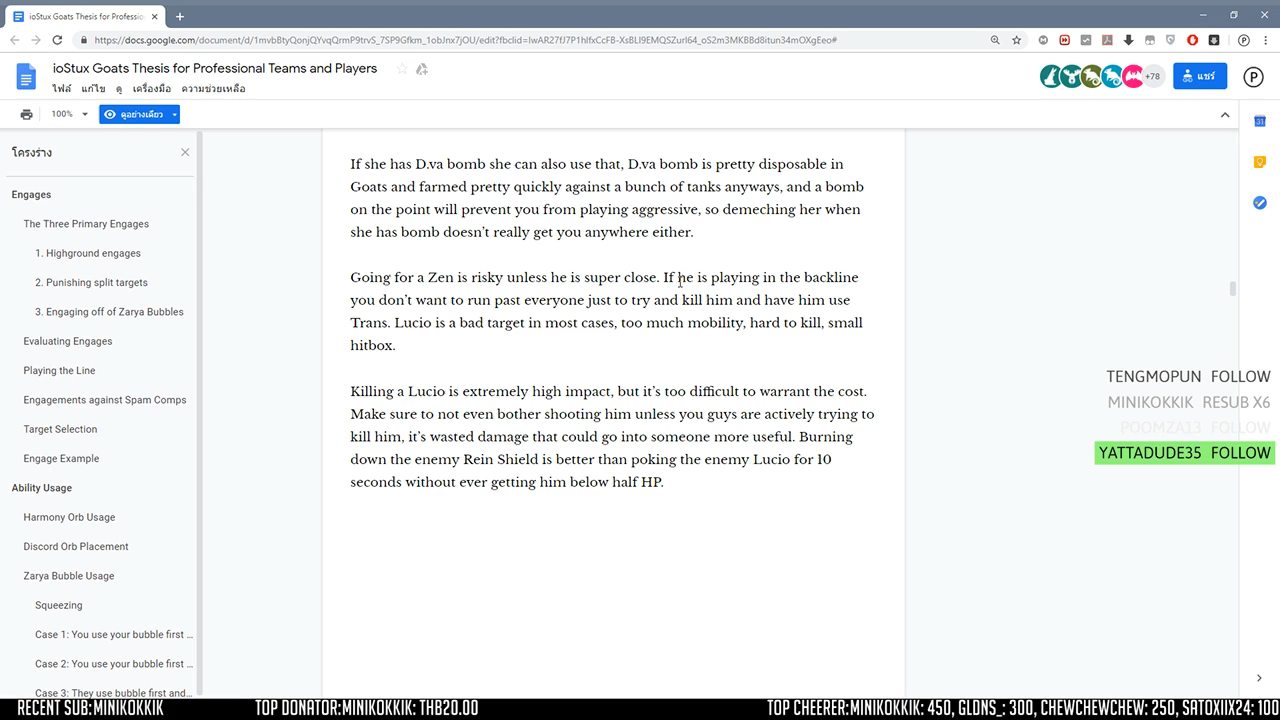 ioStux Goats Thesis for Professio
https://docs.google.com/document/d/1mvbBtyQonjQYvqQrmP9trvS_7SP9Gfkm_1obJnx7jOU/edit?fbclid=IwAR27fJ7P1hlfxCcFB-XsBLl9EMQSZurl64_oS2m3MKBBd8itun34mOXgEeo#
ioStux Goats Thesis for Professional Teams and Players
+78
แชร์
P
ไฟล์ แก้ไข ดู เครื่องมือ ความช่วยเหลือ
100%
ดูอย่างเดียว
โครงร่าง
Engages
The Three Primary Engages
1. Highground engages
2. Punishing split targets
3. Engaging off of Zarya Bubbles
Evaluating Engages
Playing the Line
Engagements against Spam Comps
Target Selection
Engage Example
Ability Usage
Harmony Orb Usage
Discord Orb Placement
Zarya Bubble Usage
Squeezing
Case 1: You use your bubble first ...
Case 2: You use your bubble first ...
Case 3: They use bubble first and...
If she has D.va bomb she can also use that, D.va bomb is pretty disposable in
Goats and farmed pretty quickly against a bunch of tanks anyways, and a bomb
on the point will prevent you from playing aggressive, so demeching her when
she has bomb doesn't really get you anywhere either.
Going for a Zen is risky unless he is super close. If he is playing in the backline
you don't want to run past everyone just to try and kill him and have him use
Trans. Lucio is a bad target in most cases, too much mobility, hard to kill, small
hitbox.
Killing a Lucio is extremely high impact, but it's too difficult to warrant the cost.
Make sure to not even bother shooting him unless you guys are actively trying to
kill him, it's wasted damage that could go into someone more useful. Burning
down the enemy Rein Shield is better than poking the enemy Lucio for 10
seconds without ever getting him below half HP.
TENGMOPUN FOLLOW
MINIKOKKIK RESUB X6
POOMZA13 FOLLOW
YATTADUDE35 FOLLOW
RECENT SUB:MINIKOKKIK TOP DONATOR:MINIKOKKIK: THB20.00 TOP CHEERER:MINIKOKKIK: 450, GLDNS_: 300, CHEWCHEWCHEW: 250, SATOXIIX24: 100